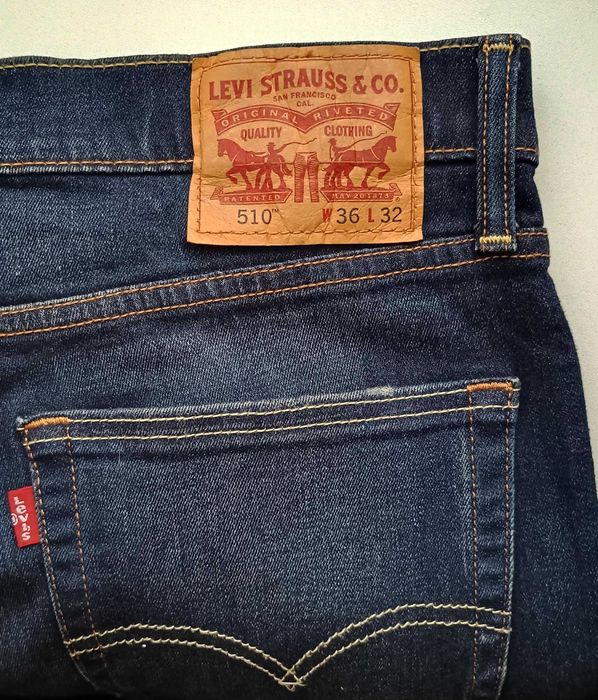 LEVI STRAUSS & CO.
SAN FRANCISCO
CAL.
ORIGINAL RIVETED
QUALITY CLOTHING
PATENTED MAY 20 1873
510™ W 36 L 32
LEVI'S